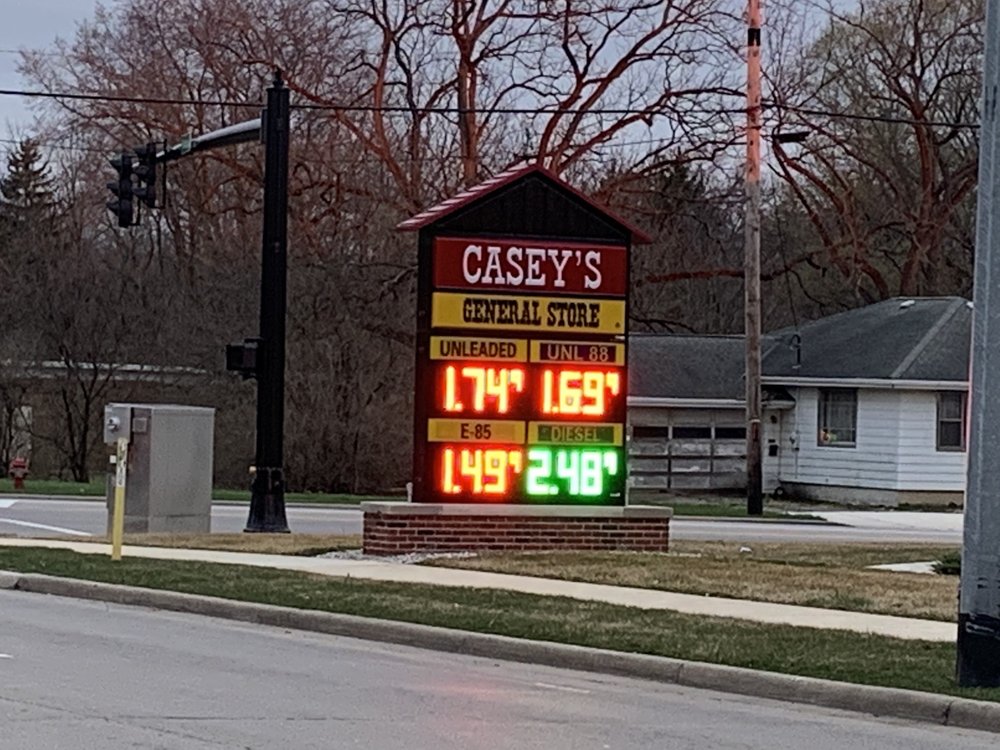 CASEY'S
GENERAL STORE
UNLEADED UNL 88
1.74⁹ 1.69⁹
E-85 DIESEL
1.49⁹ 2.48⁹